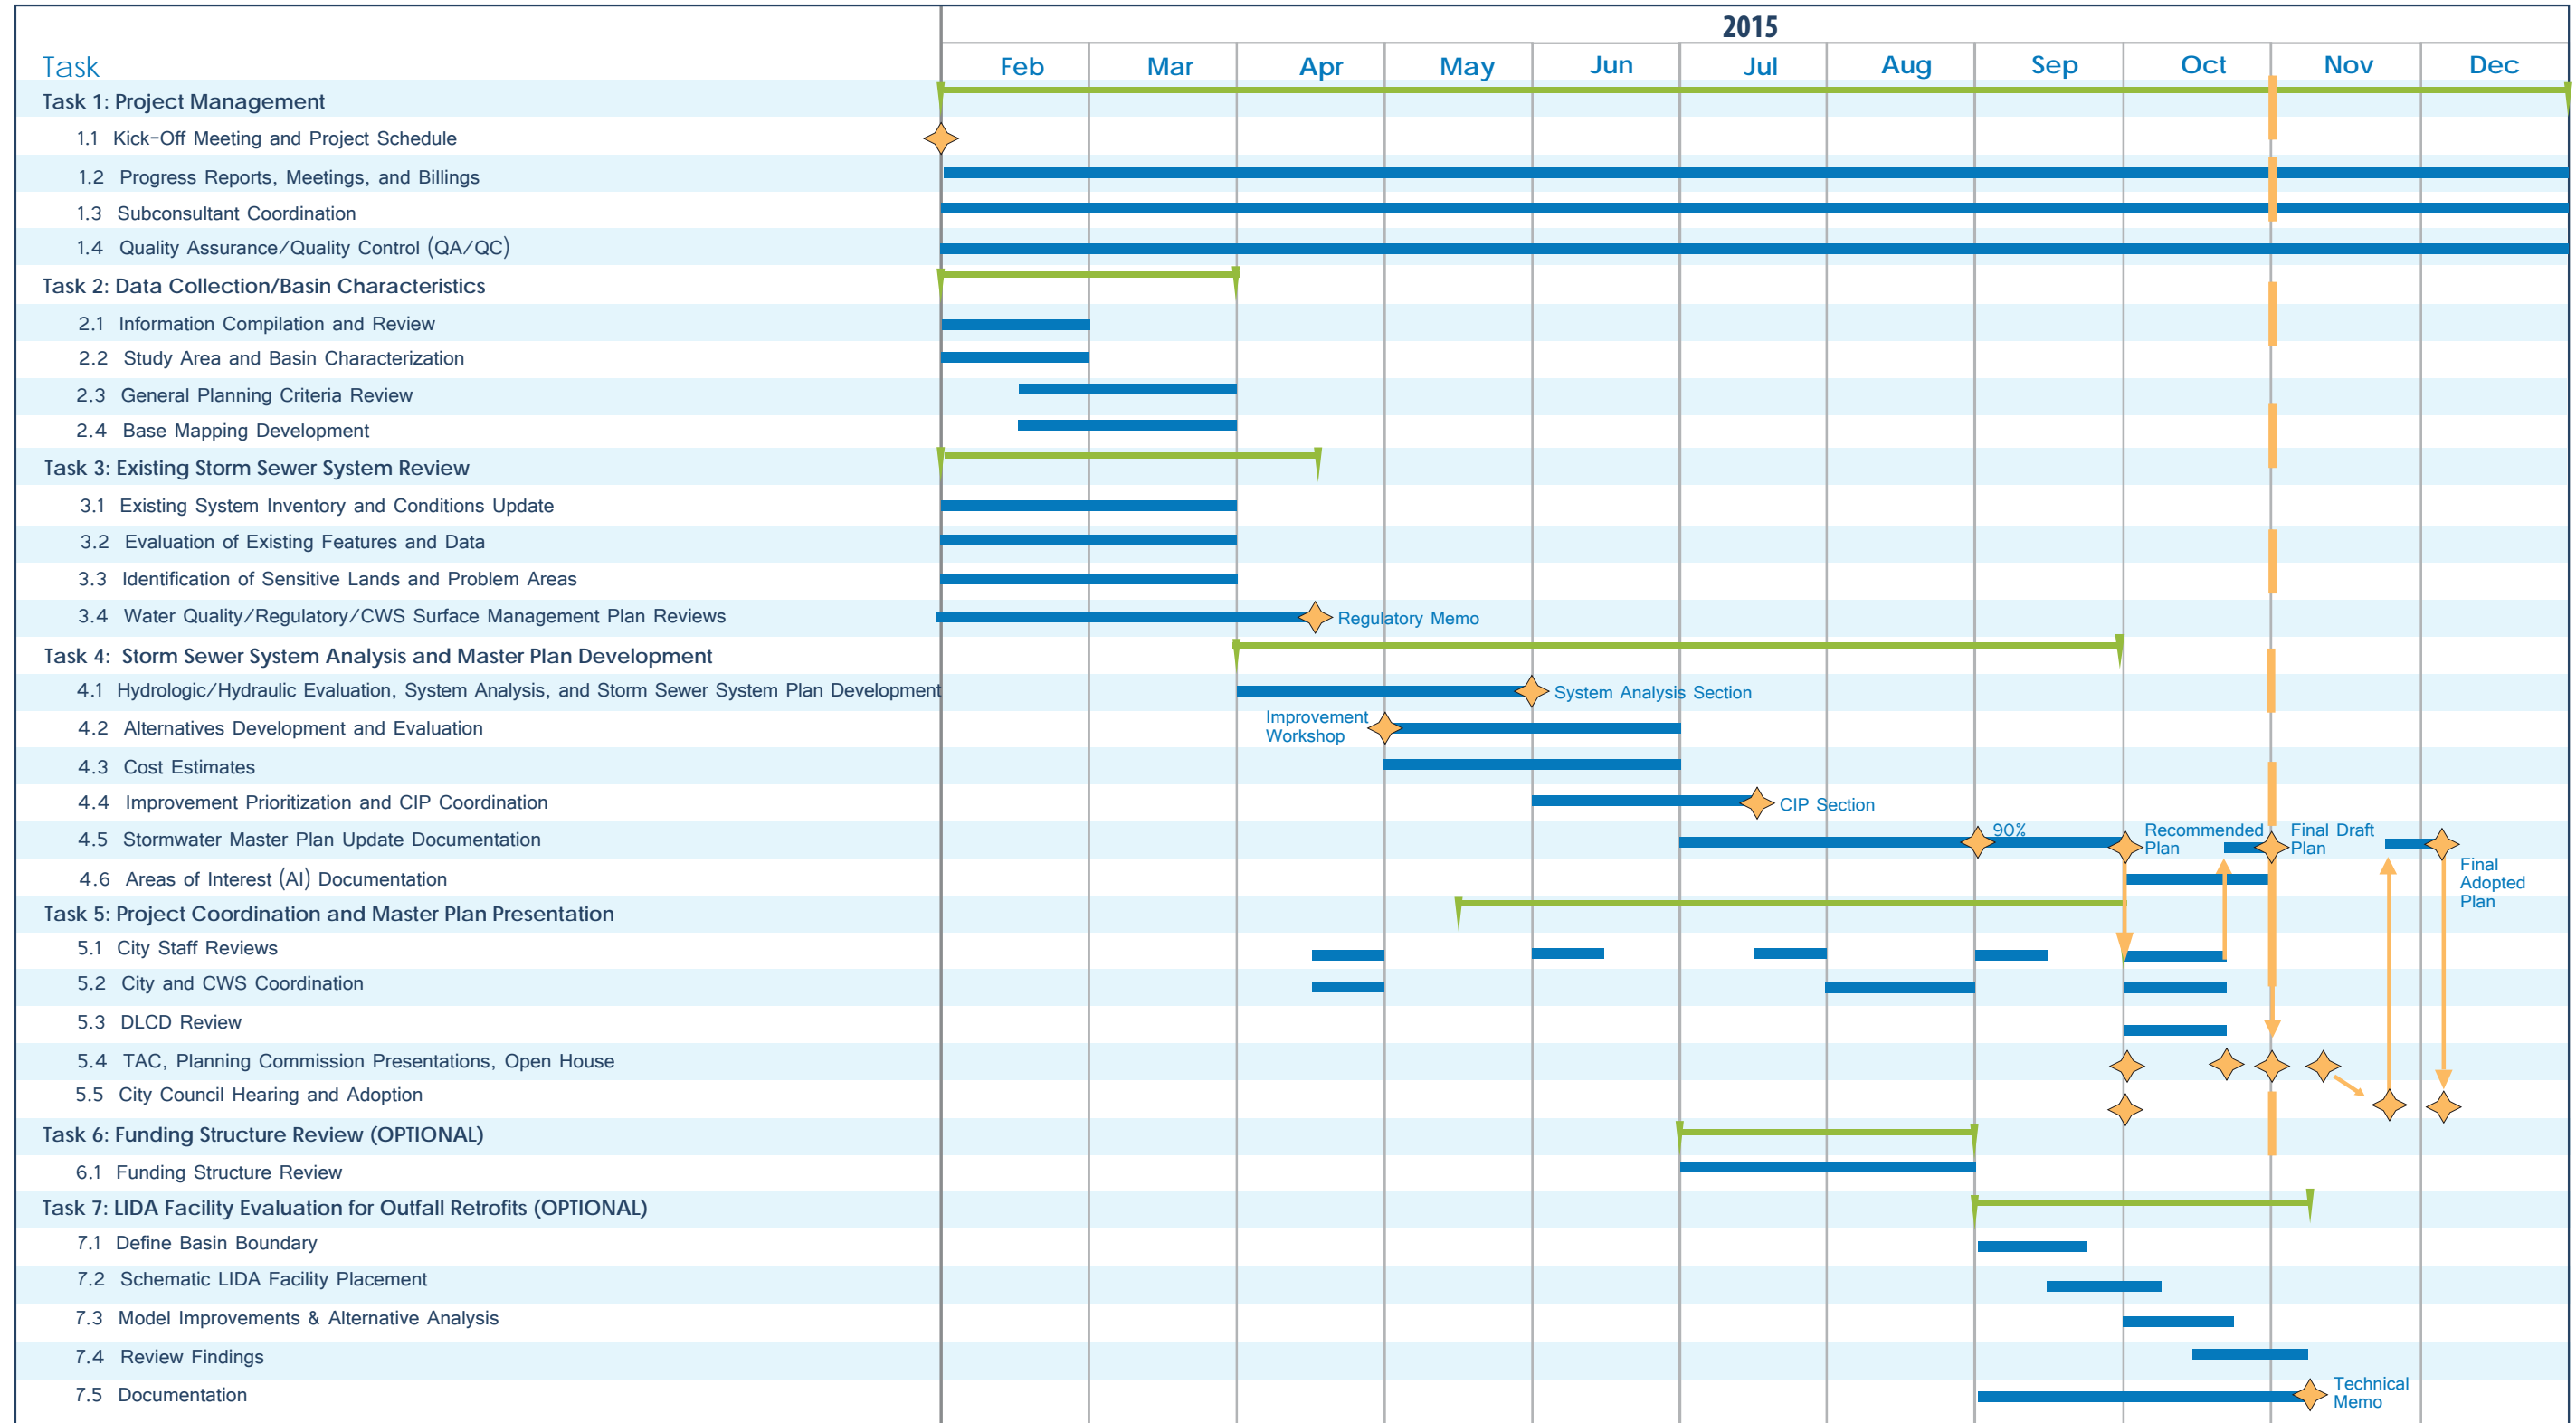 2015
Task
Feb Mar Apr May Jun Jul Aug Sep Oct Nov Dec
Task 1: Project Management
1.1 Kick-Off Meeting and Project Schedule
1.2 Progress Reports, Meetings, and Billings
1.3 Subconsultant Coordination
1.4 Quality Assurance/Quality Control (QA/QC)
Task 2: Data Collection/Basin Characteristics
2.1 Information Compilation and Review
2.2 Study Area and Basin Characterization
2.3 General Planning Criteria Review
2.4 Base Mapping Development
Task 3: Existing Storm Sewer System Review
3.1 Existing System Inventory and Conditions Update
3.2 Evaluation of Existing Features and Data
3.3 Identification of Sensitive Lands and Problem Areas
3.4 Water Quality/Regulatory/CWS Surface Management Plan Reviews
Regulatory Memo
Task 4: Storm Sewer System Analysis and Master Plan Development
4.1 Hydrologic/Hydraulic Evaluation, System Analysis, and Storm Sewer System Plan Development
System Analysis Section
4.2 Alternatives Development and Evaluation
Improvement
Workshop
4.3 Cost Estimates
4.4 Improvement Prioritization and CIP Coordination
CIP Section
4.5 Stormwater Master Plan Update Documentation
90%
Recommended
Plan
Final Draft
Plan
Final
Adopted
Plan
4.6 Areas of Interest (AI) Documentation
Task 5: Project Coordination and Master Plan Presentation
5.1 City Staff Reviews
5.2 City and CWS Coordination
5.3 DLCD Review
5.4 TAC, Planning Commission Presentations, Open House
5.5 City Council Hearing and Adoption
Task 6: Funding Structure Review (OPTIONAL)
6.1 Funding Structure Review
Task 7: LIDA Facility Evaluation for Outfall Retrofits (OPTIONAL)
7.1 Define Basin Boundary
7.2 Schematic LIDA Facility Placement
7.3 Model Improvements & Alternative Analysis
7.4 Review Findings
7.5 Documentation
Technical
Memo